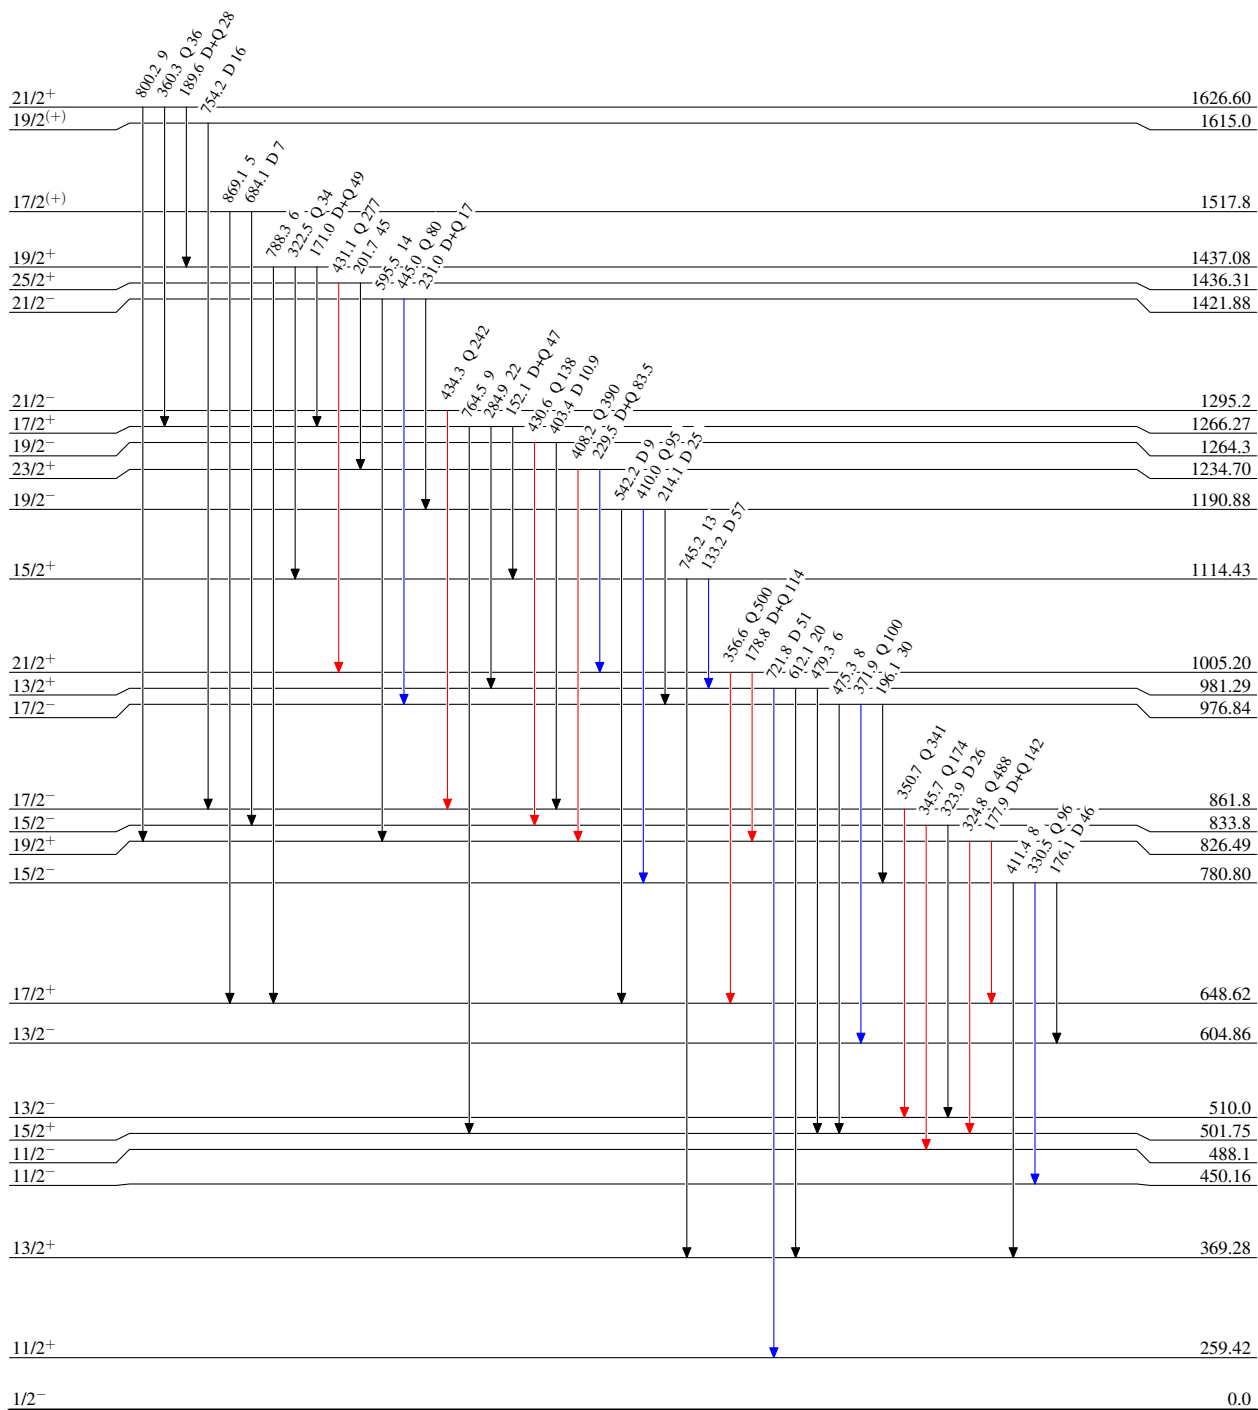 800.2 9
360.3 Q 36
189.6 D+Q 28
754.2 D 16
21/2+ 1626.60
19/2(+) 1615.0
869.1 5
684.1 D 7
17/2(+) 1517.8
788.3 6
322.5 Q 34
171.0 D+Q 49
431.1 Q 277
201.7 45
595.5 14
445.0 Q 80
231.0 D+Q 17
19/2+ 1437.08
25/2+ 1436.31
21/2− 1421.88
434.3 Q 242
764.5 9
284.9 22
152.1 D+Q 47
430.6 Q 138
403.4 D 10.9
408.2 Q 390
229.5 D+Q 83.5
21/2− 1295.2
17/2+ 1266.27
19/2− 1264.3
23/2+ 1234.70
542.2 D 9
410.0 Q 95
214.1 D 25
19/2− 1190.88
745.2 13
133.2 D 57
15/2+ 1114.43
356.6 Q 500
178.8 D+Q 114
721.8 D 51
612.1 20
479.3 6
475.3 8
371.9 Q 100
196.1 30
21/2+ 1005.20
13/2+ 981.29
17/2− 976.84
350.7 Q 341
345.7 Q 174
323.9 D 26
324.8 Q 488
177.9 D+Q 142
411.4 8
330.5 Q 96
176.1 D 46
17/2− 861.8
15/2− 833.8
19/2+ 826.49
15/2− 780.80
17/2+ 648.62
13/2− 604.86
13/2− 510.0
15/2+ 501.75
11/2− 488.1
11/2− 450.16
13/2+ 369.28
11/2+ 259.42
1/2− 0.0